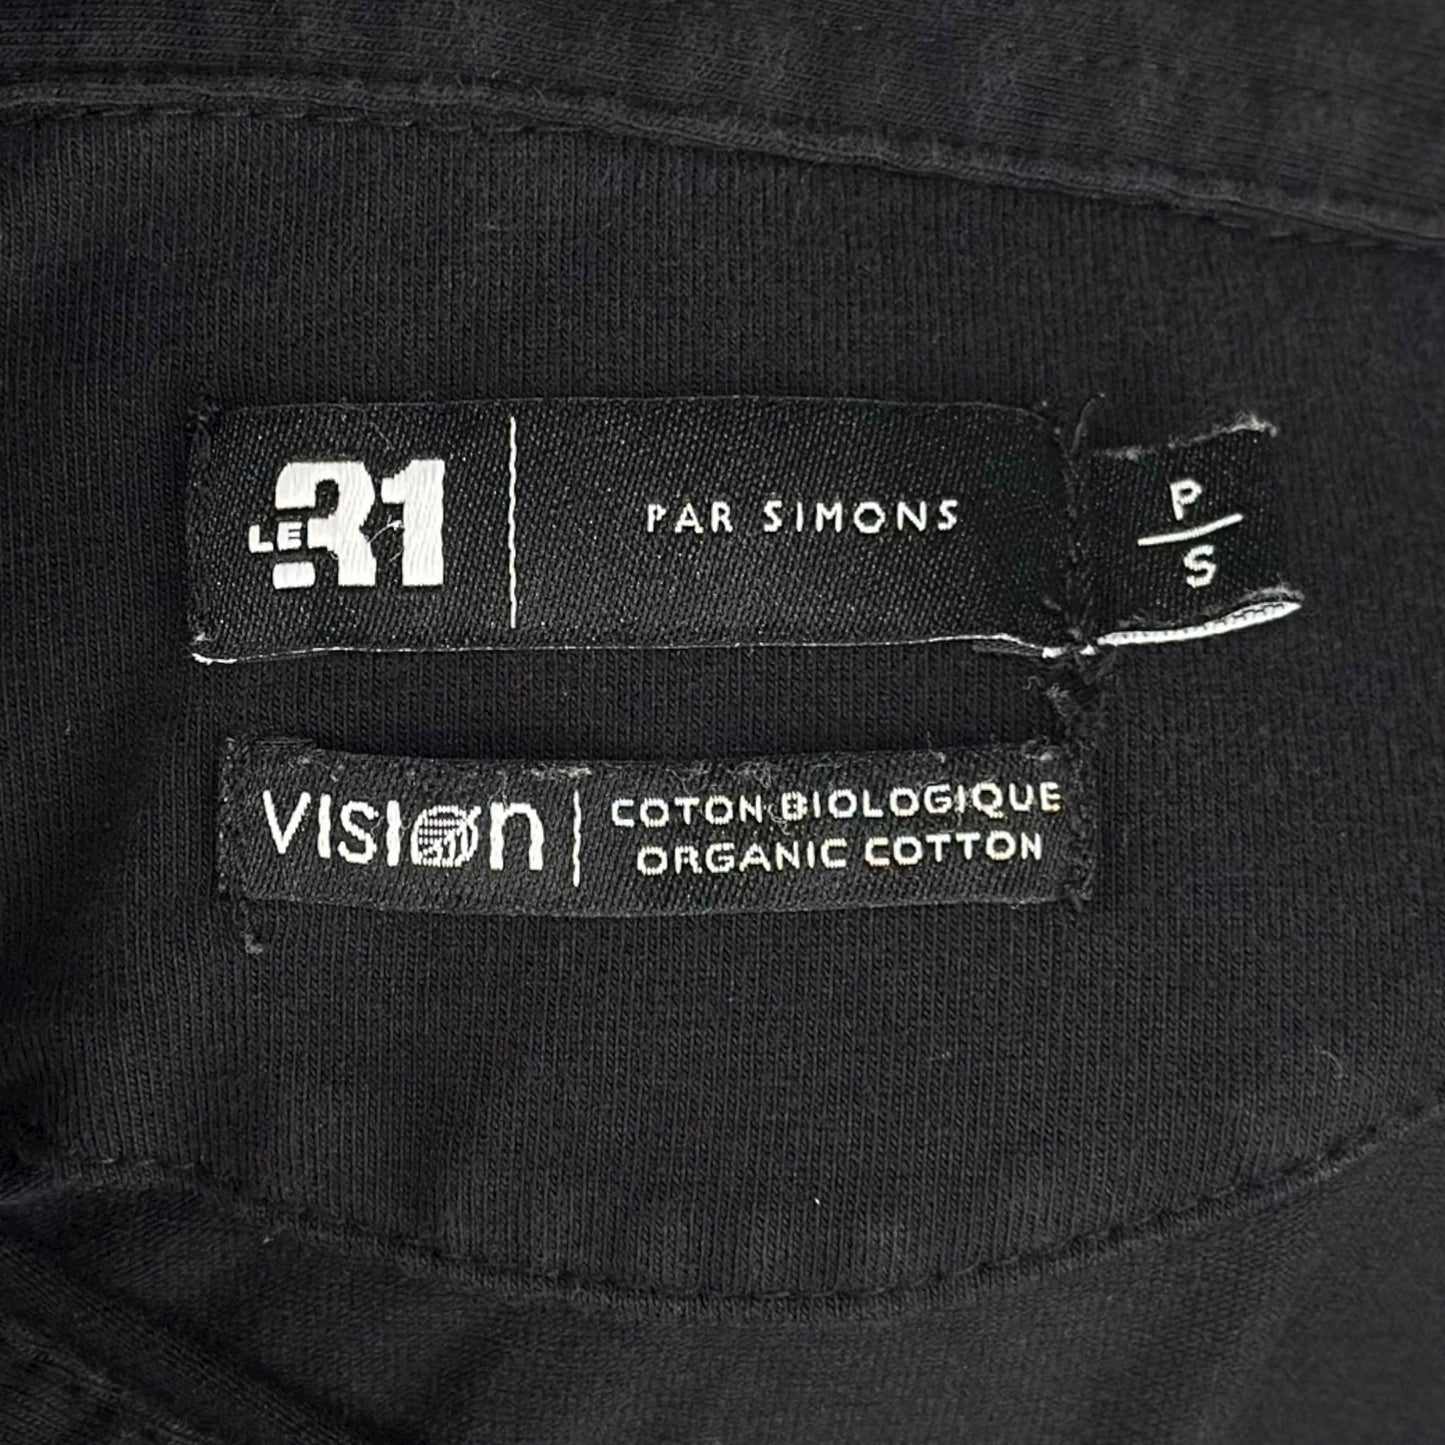 LE 31
PAR SIMONS
P
S
VISION
COTON BIOLOGIQUE
ORGANIC COTTON